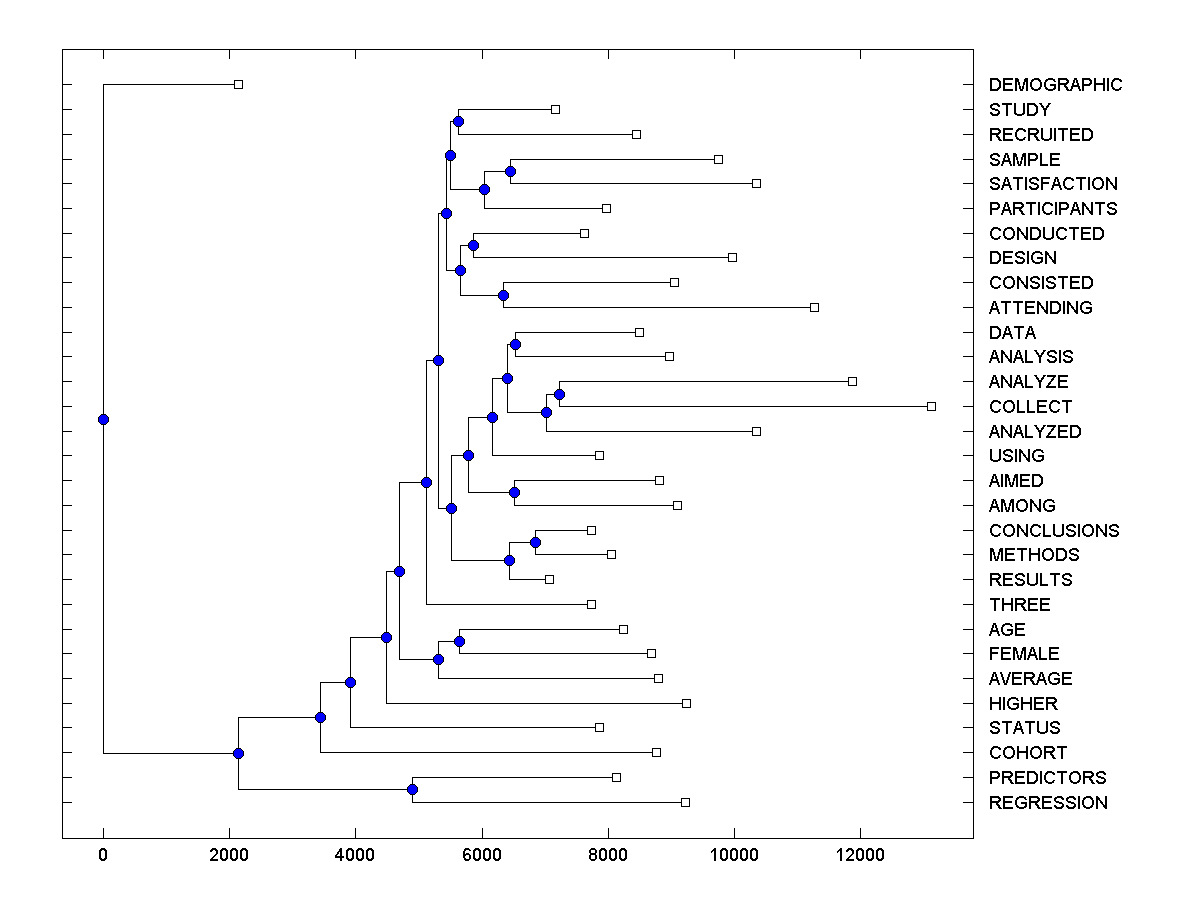 DEMOGRAPHIC
STUDY
RECRUITED
SAMPLE
SATISFACTION
PARTICIPANTS
CONDUCTED
DESIGN
CONSISTED
ATTENDING
DATA
ANALYSIS
ANALYZE
COLLECT
ANALYZED
USING
AIMED
AMONG
CONCLUSIONS
METHODS
RESULTS
THREE
AGE
FEMALE
AVERAGE
HIGHER
STATUS
COHORT
PREDICTORS
REGRESSION
0 2000 4000 6000 8000 10000 12000